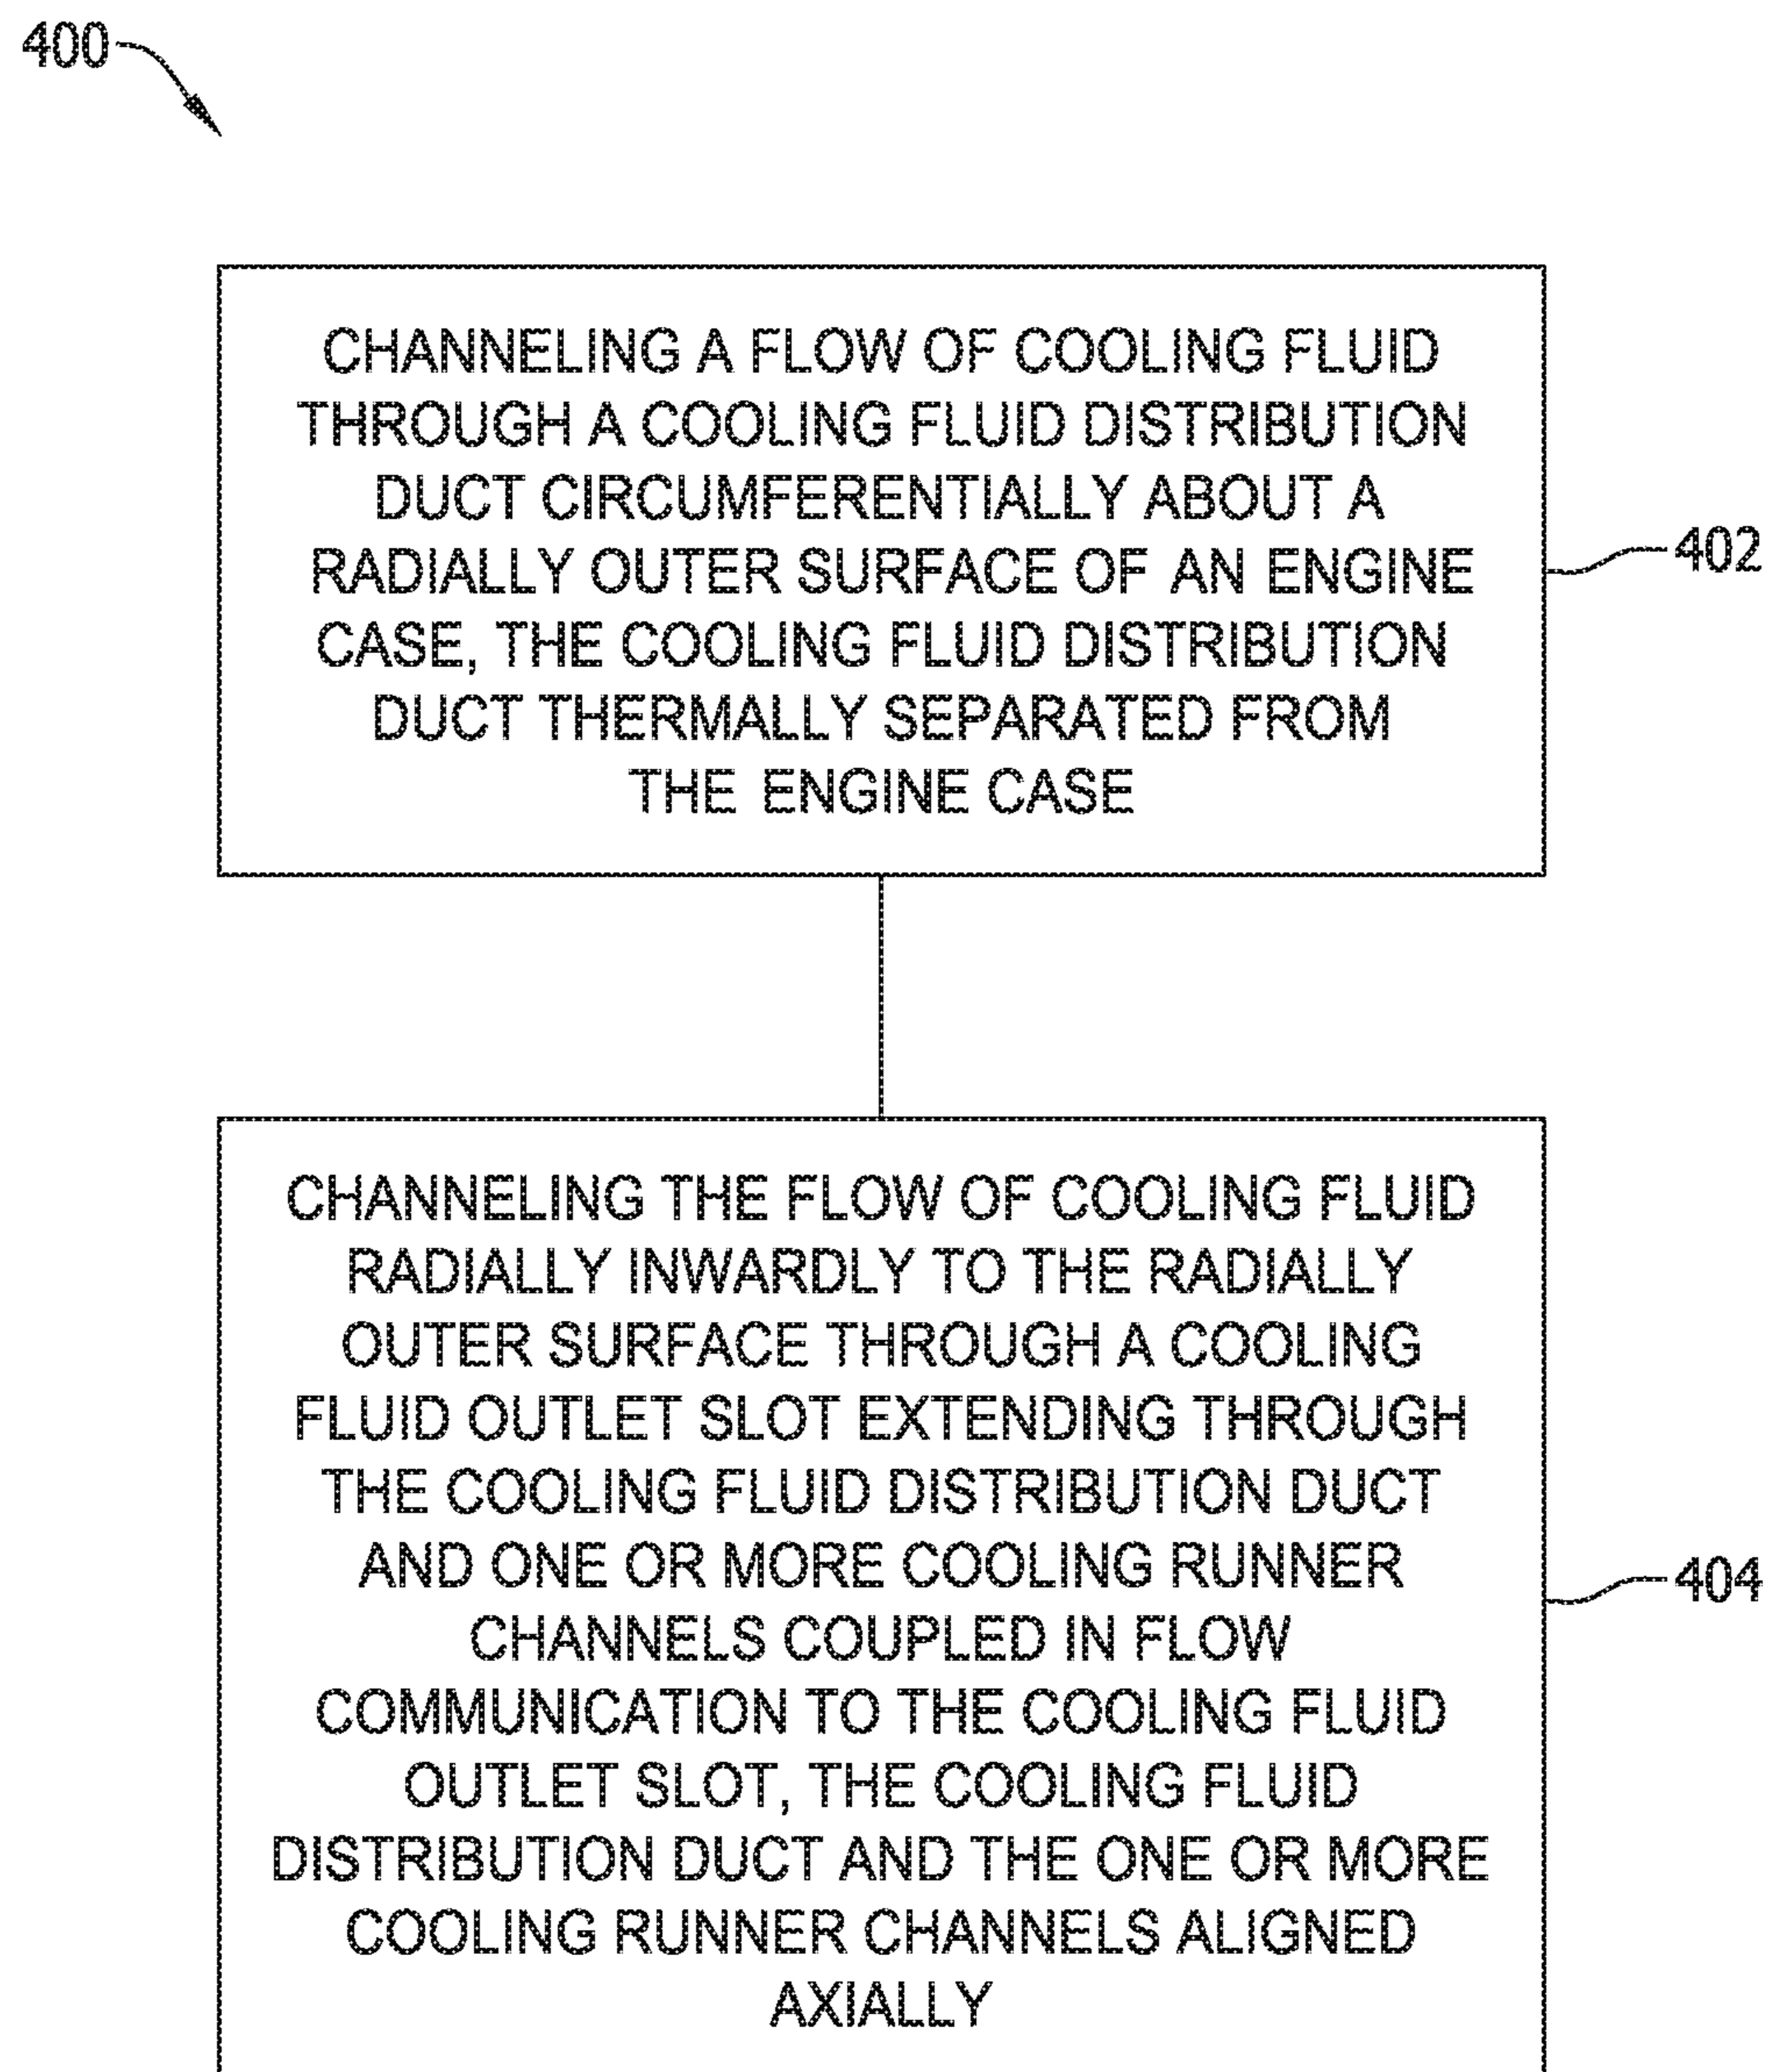 400
CHANNELING A FLOW OF COOLING FLUID
THROUGH A COOLING FLUID DISTRIBUTION
DUCT CIRCUMFERENTIALLY ABOUT A
RADIALLY OUTER SURFACE OF AN ENGINE
CASE, THE COOLING FLUID DISTRIBUTION
DUCT THERMALLY SEPARATED FROM
THE ENGINE CASE
402
CHANNELING THE FLOW OF COOLING FLUID
RADIALLY INWARDLY TO THE RADIALLY
OUTER SURFACE THROUGH A COOLING
FLUID OUTLET SLOT EXTENDING THROUGH
THE COOLING FLUID DISTRIBUTION DUCT
AND ONE OR MORE COOLING RUNNER
CHANNELS COUPLED IN FLOW
COMMUNICATION TO THE COOLING FLUID
OUTLET SLOT, THE COOLING FLUID
DISTRIBUTION DUCT AND THE ONE OR MORE
COOLING RUNNER CHANNELS ALIGNED
AXIALLY
404